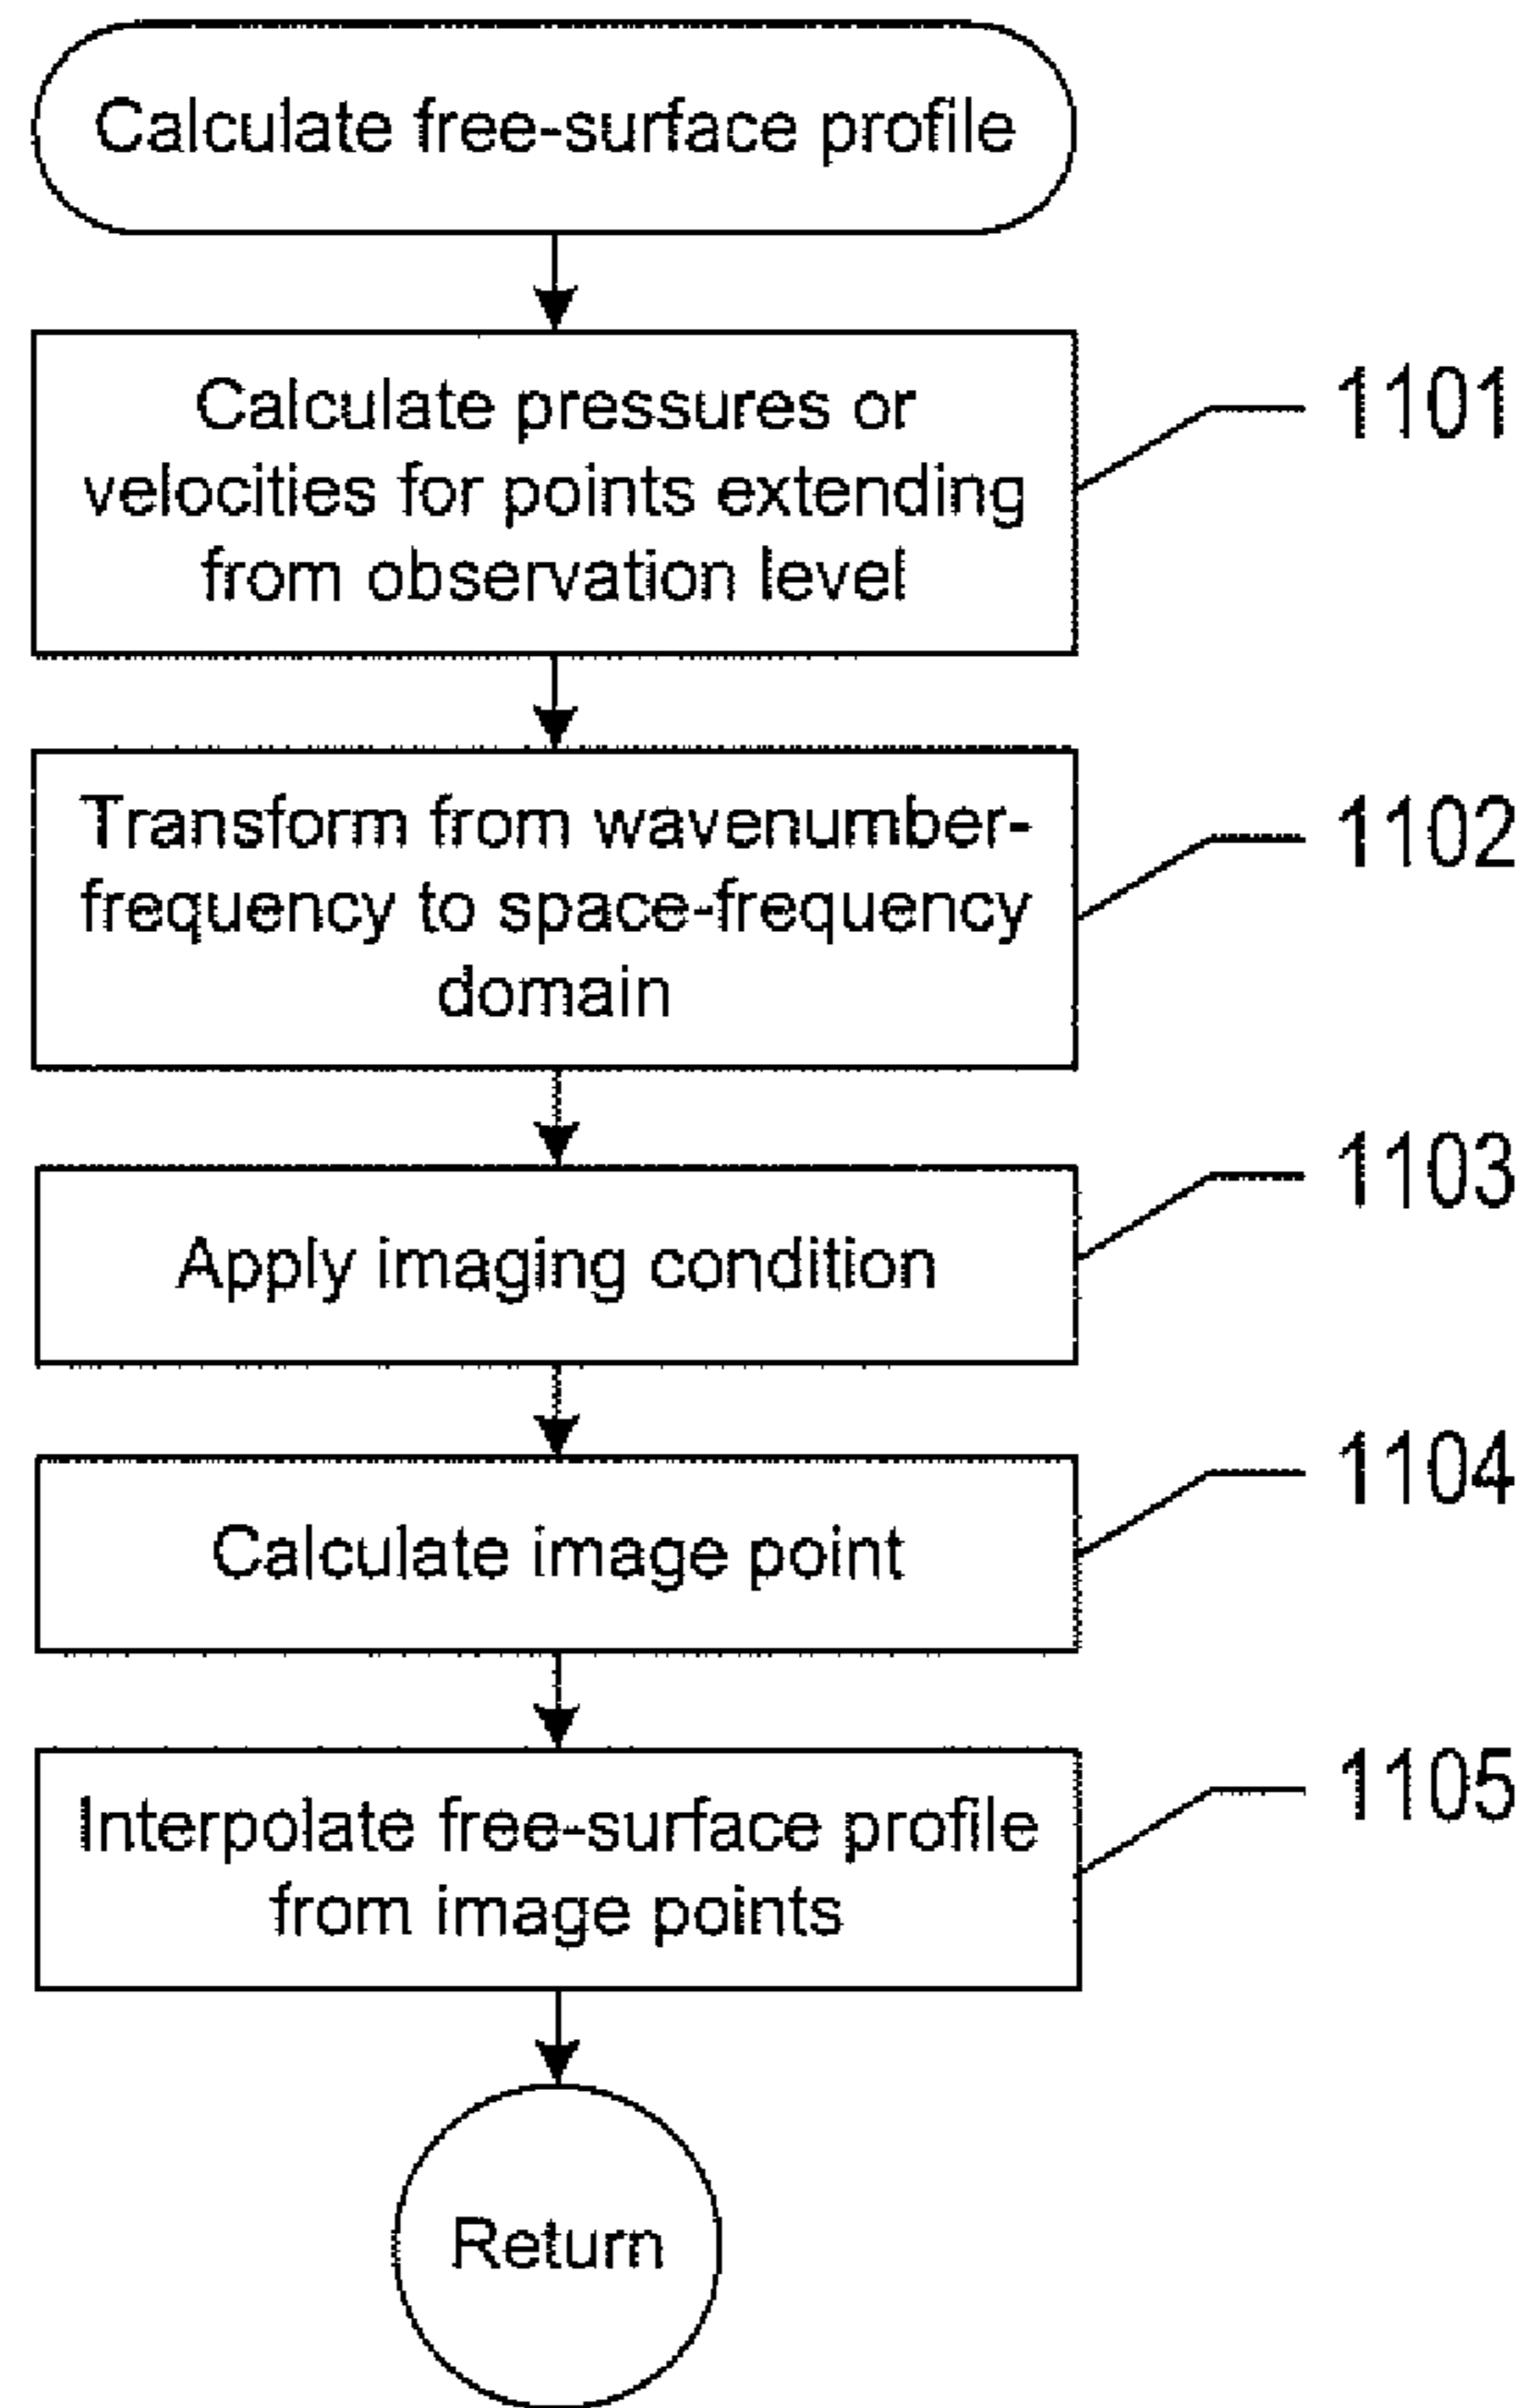 Calculate free-surface profile
Calculate pressures or
velocities for points extending
from observation level
1101
Transform from wavenumber-
frequency to space-frequency
domain
1102
Apply imaging condition
1103
Calculate image point
1104
Interpolate free-surface profile
from image points
1105
Return